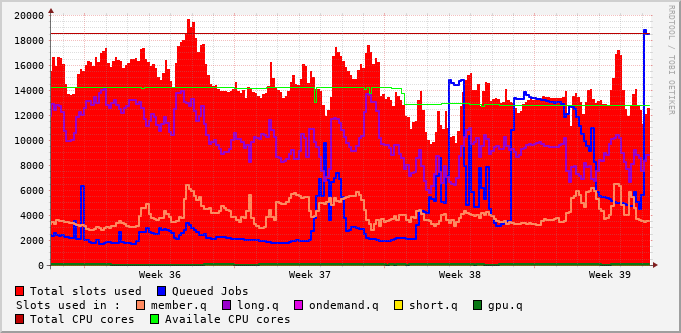 20000
18000
16000
14000
12000
10000
8000
6000
4000
2000
0
Week 36 Week 37 Week 38 Week 39
Total slots used Queued Jobs
Slots used in : member.q long.q ondemand.q short.q gpu.q
Total CPU cores Availale CPU cores
RRDTOOL / TOBI OETIKER